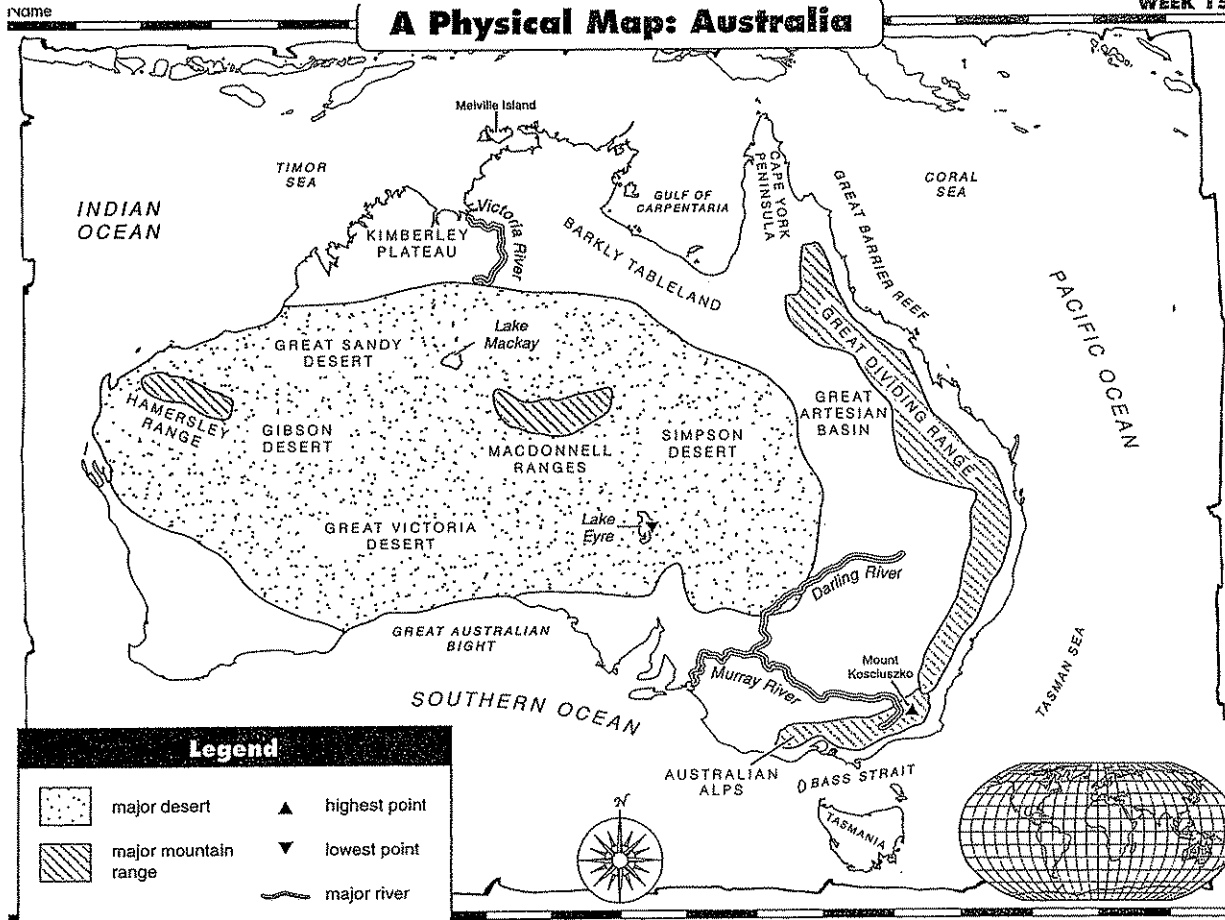 Name
A Physical Map: Australia
WEEK
Melville Island
TIMOR
SEA
INDIAN
OCEAN
Victoria River
KIMBERLEY
PLATEAU
GULF OF
CARPENTARIA
BARKLY TABLELAND
CAPE YORK
PENINSULA
CORAL
SEA
GREAT BARRIER REEF
PACIFIC OCEAN
Lake
Mackay
GREAT SANDY
DESERT
GREAT DIVIDING RANGE
HAMERSLEY
RANGE
GIBSON
DESERT
MACDONNELL
RANGES
SIMPSON
DESERT
GREAT
ARTESIAN
BASIN
GREAT VICTORIA
DESERT
Lake
Eyre
Darling River
GREAT AUSTRALIAN
BIGHT
Murray River
Mount
Kosciuszko
TASMAN SEA
SOUTHERN OCEAN
AUSTRALIAN
ALPS
BASS STRAIT
TASMANIA
N
Legend
major desert
highest point
major mountain
range
lowest point
major river